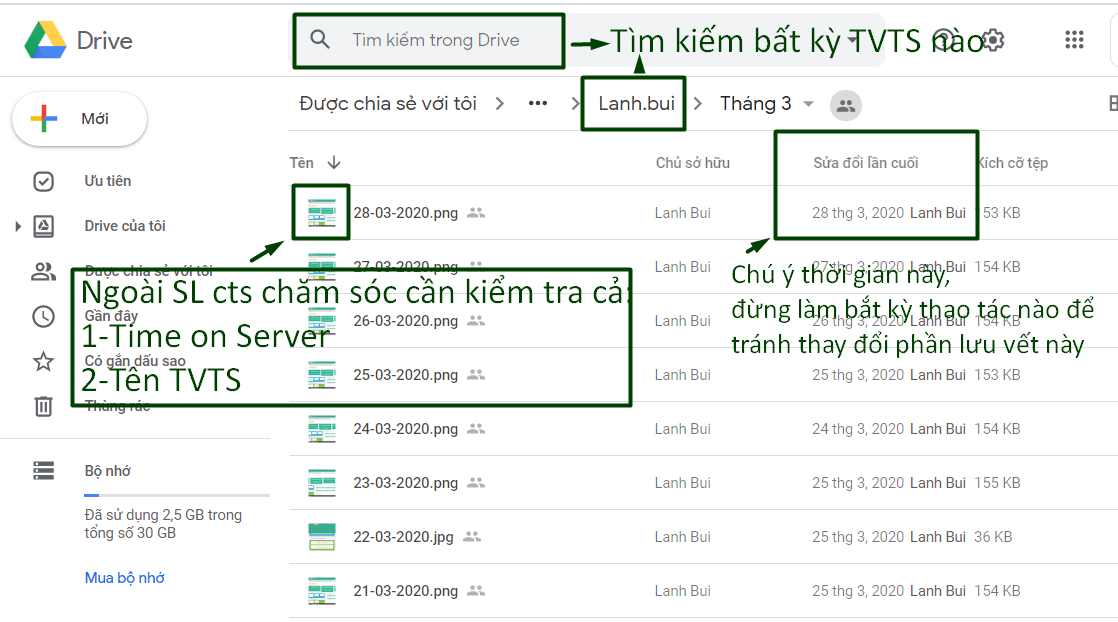 Drive
Tìm kiếm trong Drive
Tìm kiếm bất kỳ TVTS nào
Được chia sẻ với tôi
Lanh.bui
Tháng 3
Mới
Tên
Chủ sở hữu
Sửa đổi lần cuối
Kích cỡ tệp
Ưu tiên
28-03-2020.png
Lanh Bui
28 thg 3, 2020 Lanh Bui
153 KB
Drive của tôi
27-03-2020.png
Lanh Bui
27 thg 3, 2020 Lanh Bui
154 KB
Được chia sẻ với tôi
Ngoài SL cts chăm sóc cần kiểm tra cả:
1-Time on Server
2-Tên TVTS
Chú ý thời gian này,
đừng làm bất kỳ thao tác nào để
tránh thay đổi phần lưu vết này
Gần đây
26-03-2020.png
Lanh Bui
26 thg 3, 2020 Lanh Bui
154 KB
Có gắn dấu sao
25-03-2020.png
Lanh Bui
25 thg 3, 2020 Lanh Bui
153 KB
Thùng rác
24-03-2020.png
Lanh Bui
24 thg 3, 2020 Lanh Bui
154 KB
Bộ nhớ
23-03-2020.png
Lanh Bui
25 thg 3, 2020 Lanh Bui
155 KB
Đã sử dụng 2,5 GB trong
tổng số 30 GB
22-03-2020.jpg
Lanh Bui
25 thg 3, 2020 Lanh Bui
36 KB
Mua bộ nhớ
21-03-2020.png
Lanh Bui
25 thg 3, 2020 Lanh Bui
154 KB